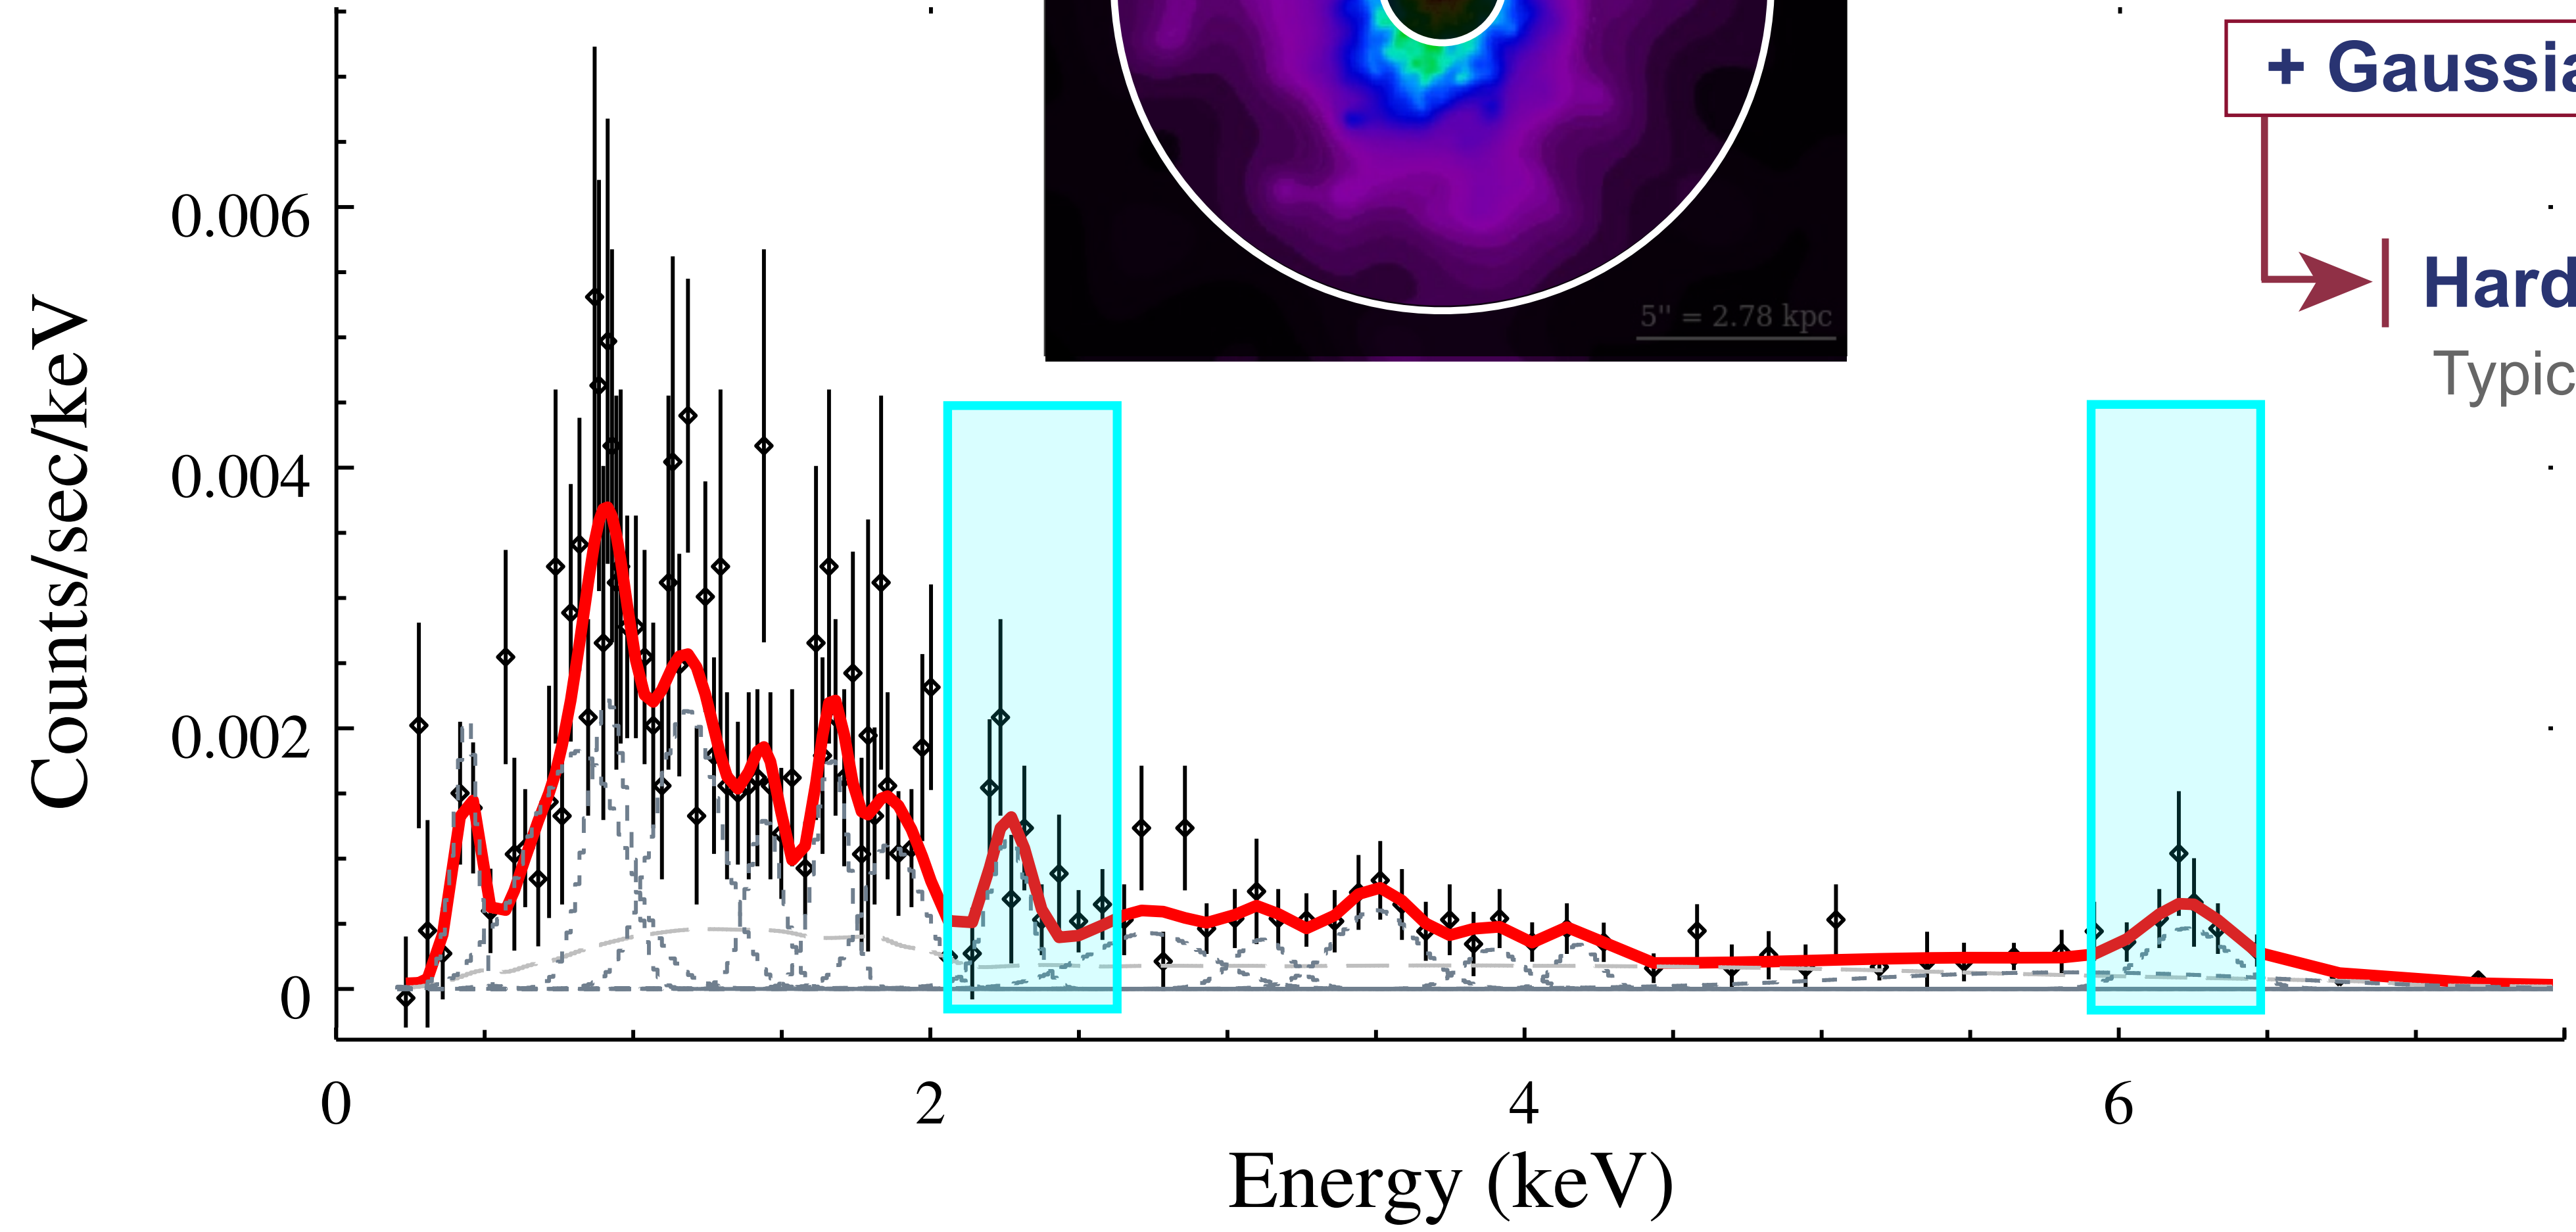 + Gaussia
0.006
5'' = 2.78 kpc
Hard
Typic
0.004
Counts/sec/keV
0.002
0
0 2 4 6
Energy (keV)